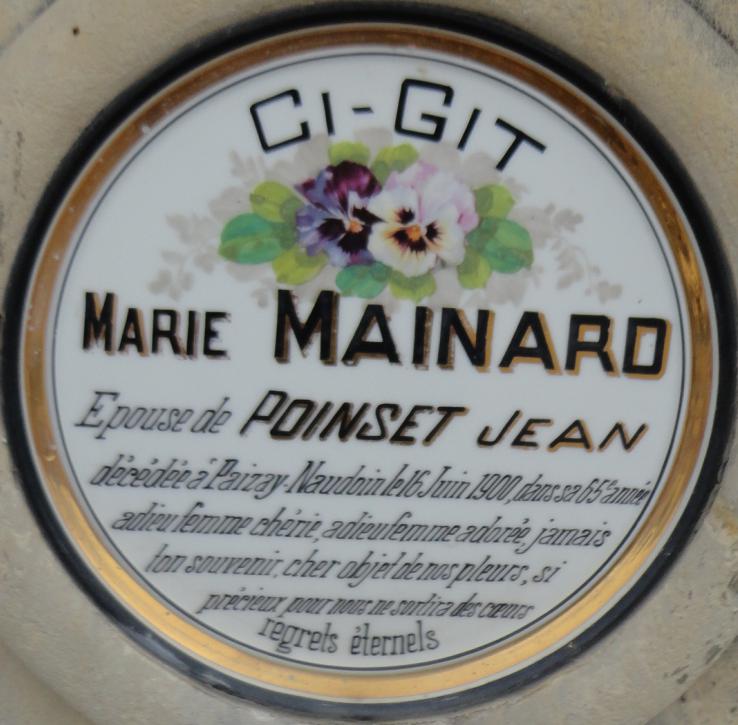 CI-GIT
MARIE MAINARD
Epouse de POINSET JEAN
décédée à Paizay-Naudoin le 16 Juin 1900, dans sa 65e année
adieu femme chérie, adieu femme adorée, jamais
ton souvenir, cher objet de nos pleurs, si
précieux pour nous ne sortira des cœurs
regrets éternels